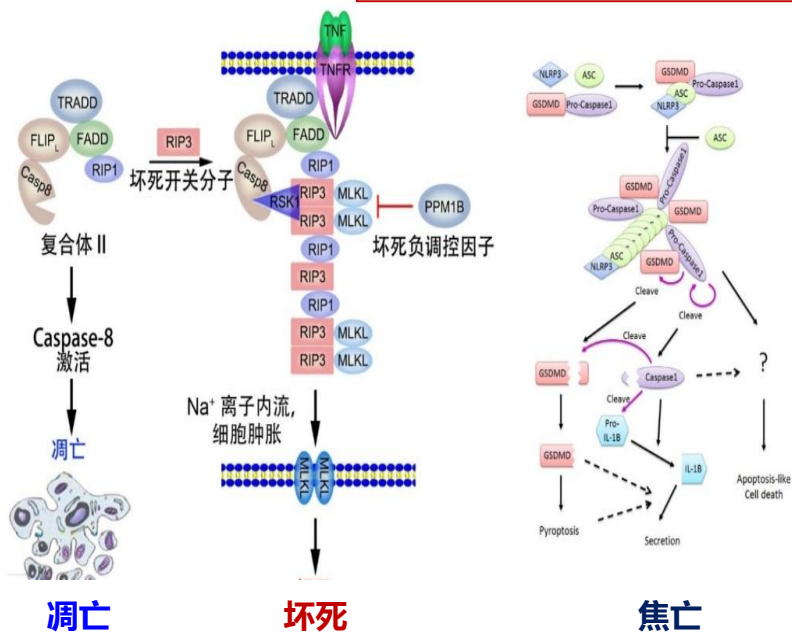 TRADD
FLIPL
FADD
RIP1
Casp8
复合体 II
Caspase-8
激活
凋亡
RIP3
坏死开关分子
TNF
TNFR
TRADD
FLIPL
FADD
Casp8
RIP1
RSK1
RIP3
MLKL
RIP3
MLKL
RIP1
RIP3
RIP1
RIP3
MLKL
RIP3
MLKL
PPM1B
坏死负调控因子
Na+ 离子内流,
细胞肿胀
MLKL
MLKL
NLRP3
ASC
GSDMD
Pro-Caspase1
GSDMD
Pro-Caspase1
ASC
NLRP3
ASC
GSDMD
Pro-Caspase1
Pro-Caspase1
GSDMD
ASC
NLRP3
GSDMD
Pro-Caspase1
Cleave
Cleave
Cleave
GSDMD
Caspase1
?
Cleave
Pro-
IL-1B
GSDMD
IL-1B
Apoptosis-like
Cell death
Pyroptosis
Secretion
凋亡
坏死
焦亡